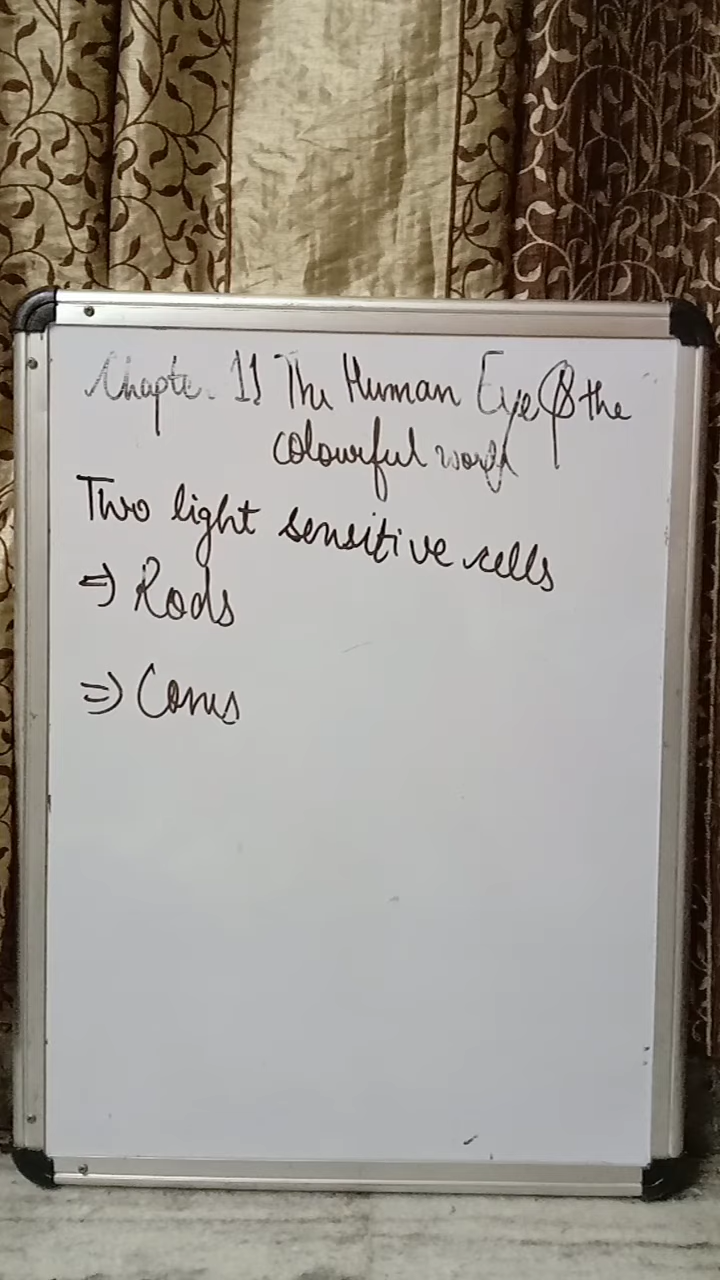 Chapter 11 The Human Eye & the
colourful world
Two light sensitive cells
⇒ Rods
⇒ Cones